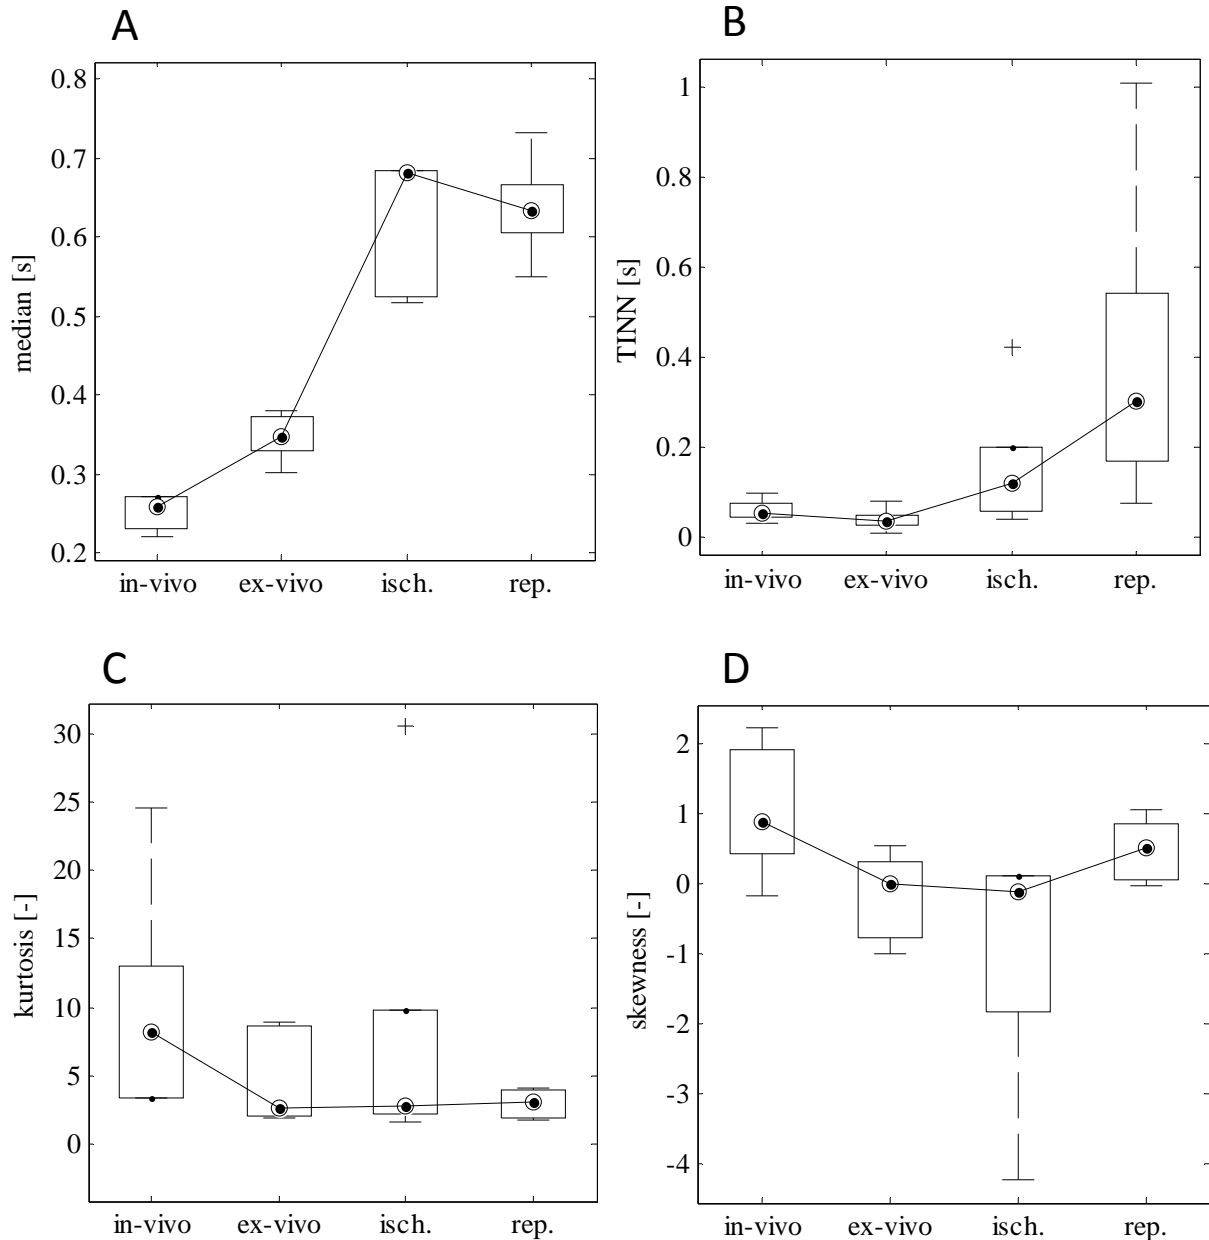 A
median [s]
0.8
0.7
0.6
0.5
0.4
0.3
0.2
in-vivo ex-vivo isch. rep.
B
TINN [s]
1
0.8
0.6
0.4
0.2
0
in-vivo ex-vivo isch. rep.
C
kurtosis [-]
30
25
20
15
10
5
0
in-vivo ex-vivo isch. rep.
D
skewness [-]
2
1
0
-1
-2
-3
-4
in-vivo ex-vivo isch. rep.